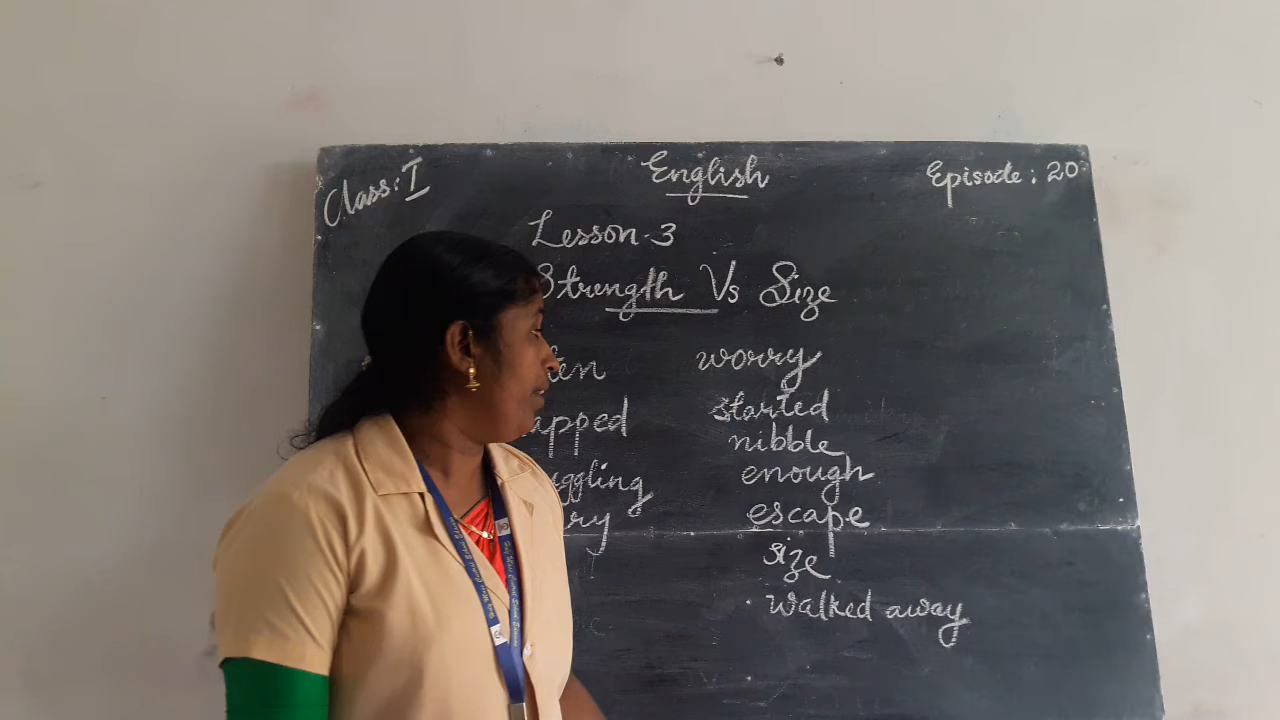 Class: I English Episode: 20
Lesson-3
Strength Vs Size
worry
started
nibble
enough
escape
size
walked away